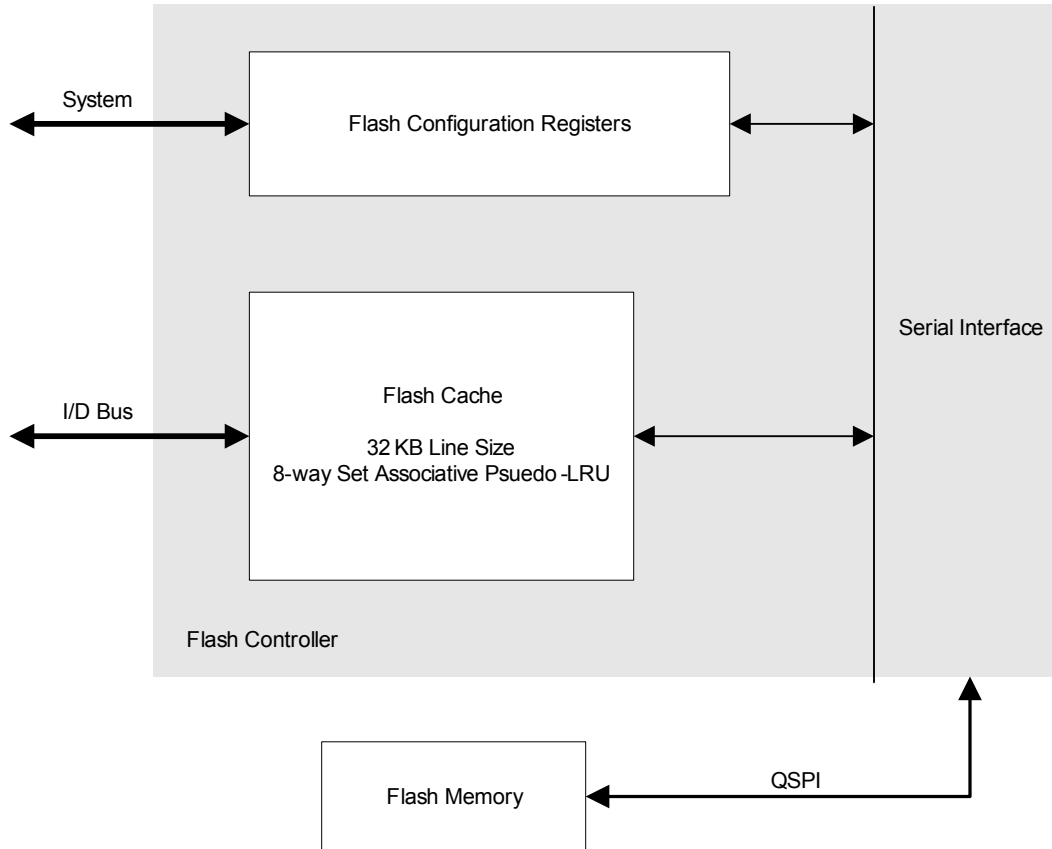 System
Flash Configuration Registers
Serial Interface
I/D Bus
Flash Cache
32 KB Line Size
8-way Set Associative Psuedo -LRU
Flash Controller
QSPI
Flash Memory